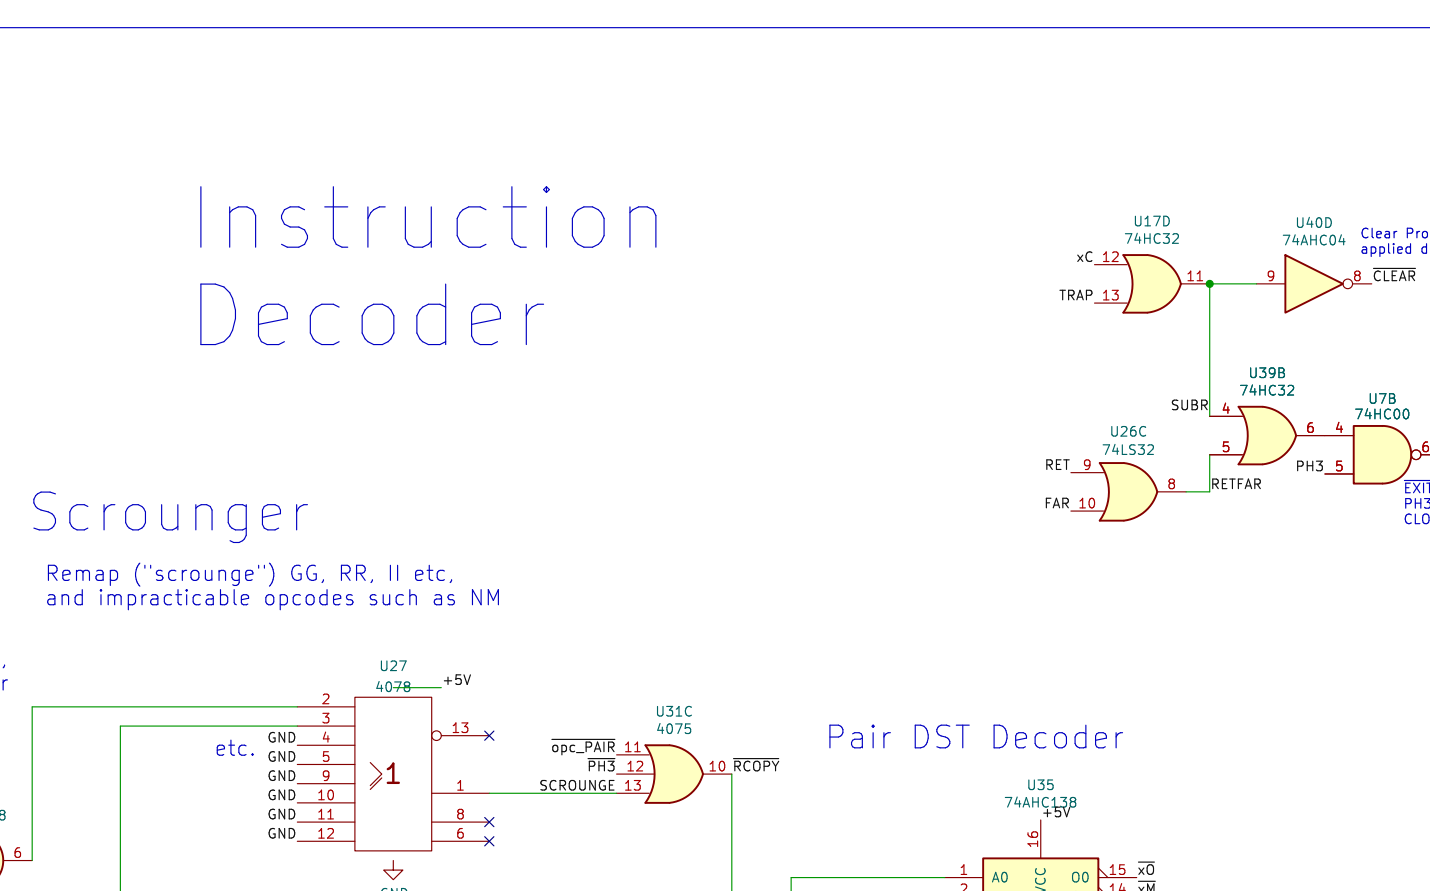 Instruction
Decoder
U17D
74HC32
xC 12
TRAP 13
11
U40D
74AHC04
9
8 CLEAR
Clear Pro
applied d
U39B
74HC32
SUBR 4
5
6
RETFAR
U26C
74LS32
RET 9
FAR 10
8
U7B
74HC00
4
PH3 5
6
EXIT
PH3
CLO
Scrounger
Remap ("scrounge") GG, RR, II etc,
and impracticable opcodes such as NM
,
r
8
6
etc.
U27
4078
+5V
2
3
GND 4
GND 5
GND 9
GND 10
GND 11
GND 12
≥1
13
1
8
6
GND
U31C
4075
opc_PAIR 11
PH3 12
SCROUNGE 13
10 RCOPY
Pair DST Decoder
U35
74AHC138
+5V
16
VCC
1 A0
2
O0 15 xO
14 xM